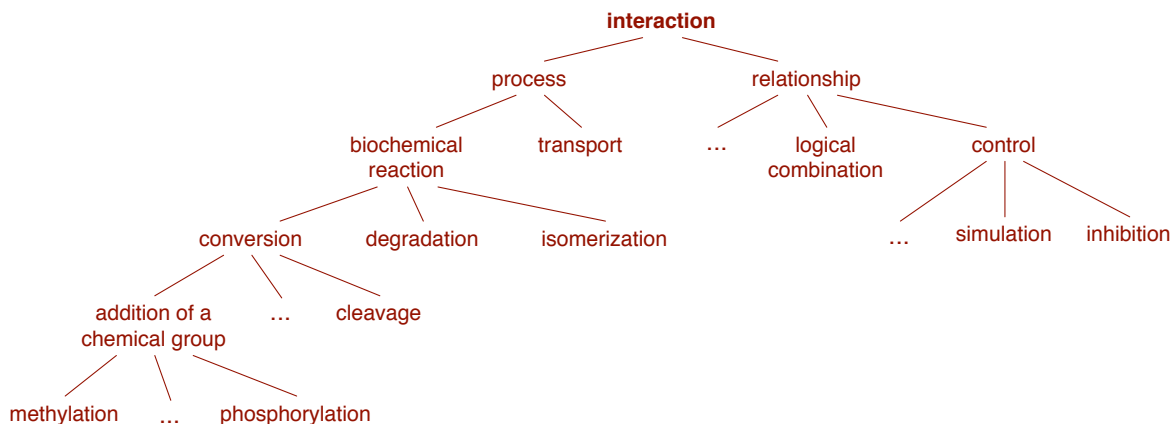 interaction
process
relationship
biochemical
reaction
transport
...
logical
combination
control
conversion
degradation
isomerization
...
simulation
inhibition
addition of a
chemical group
...
cleavage
methylation
...
phosphorylation